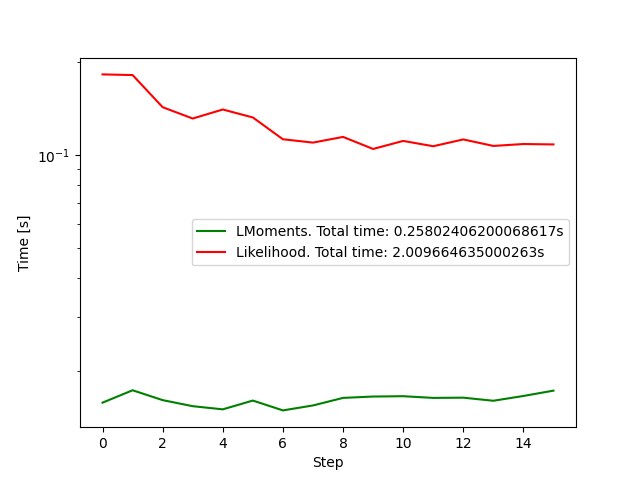 10⁻¹
Time [s]
LMoments. Total time: 0.25802406200068617s
Likelihood. Total time: 2.009664635000263s
0 2 4 6 8 10 12 14
Step